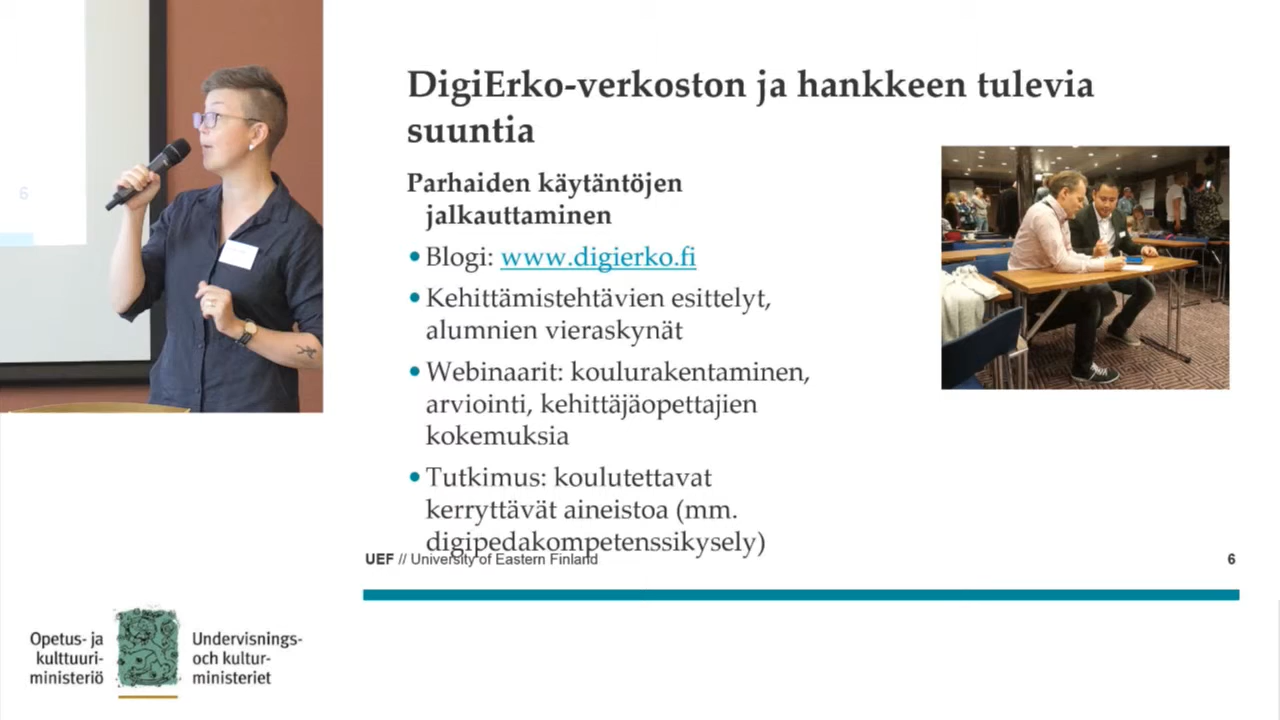 6
DigiErko-verkoston ja hankkeen tulevia
suuntia
Parhaiden käytäntöjen
jalkauttaminen
•Blogi: www.digierko.fi
•Kehittämistehtävien esittelyt,
alumnien vieraskynät
•Webinaarit: koulurakentaminen,
arviointi, kehittäjäopettajien
kokemuksia
•Tutkimus: koulutettavat
kerryttävät aineistoa (mm.
digipedakompetenssikysely)
UEF // University of Eastern Finland
6
Opetus- ja
kulttuuri-
ministeriö
Undervisnings-
och kultur-
ministeriet